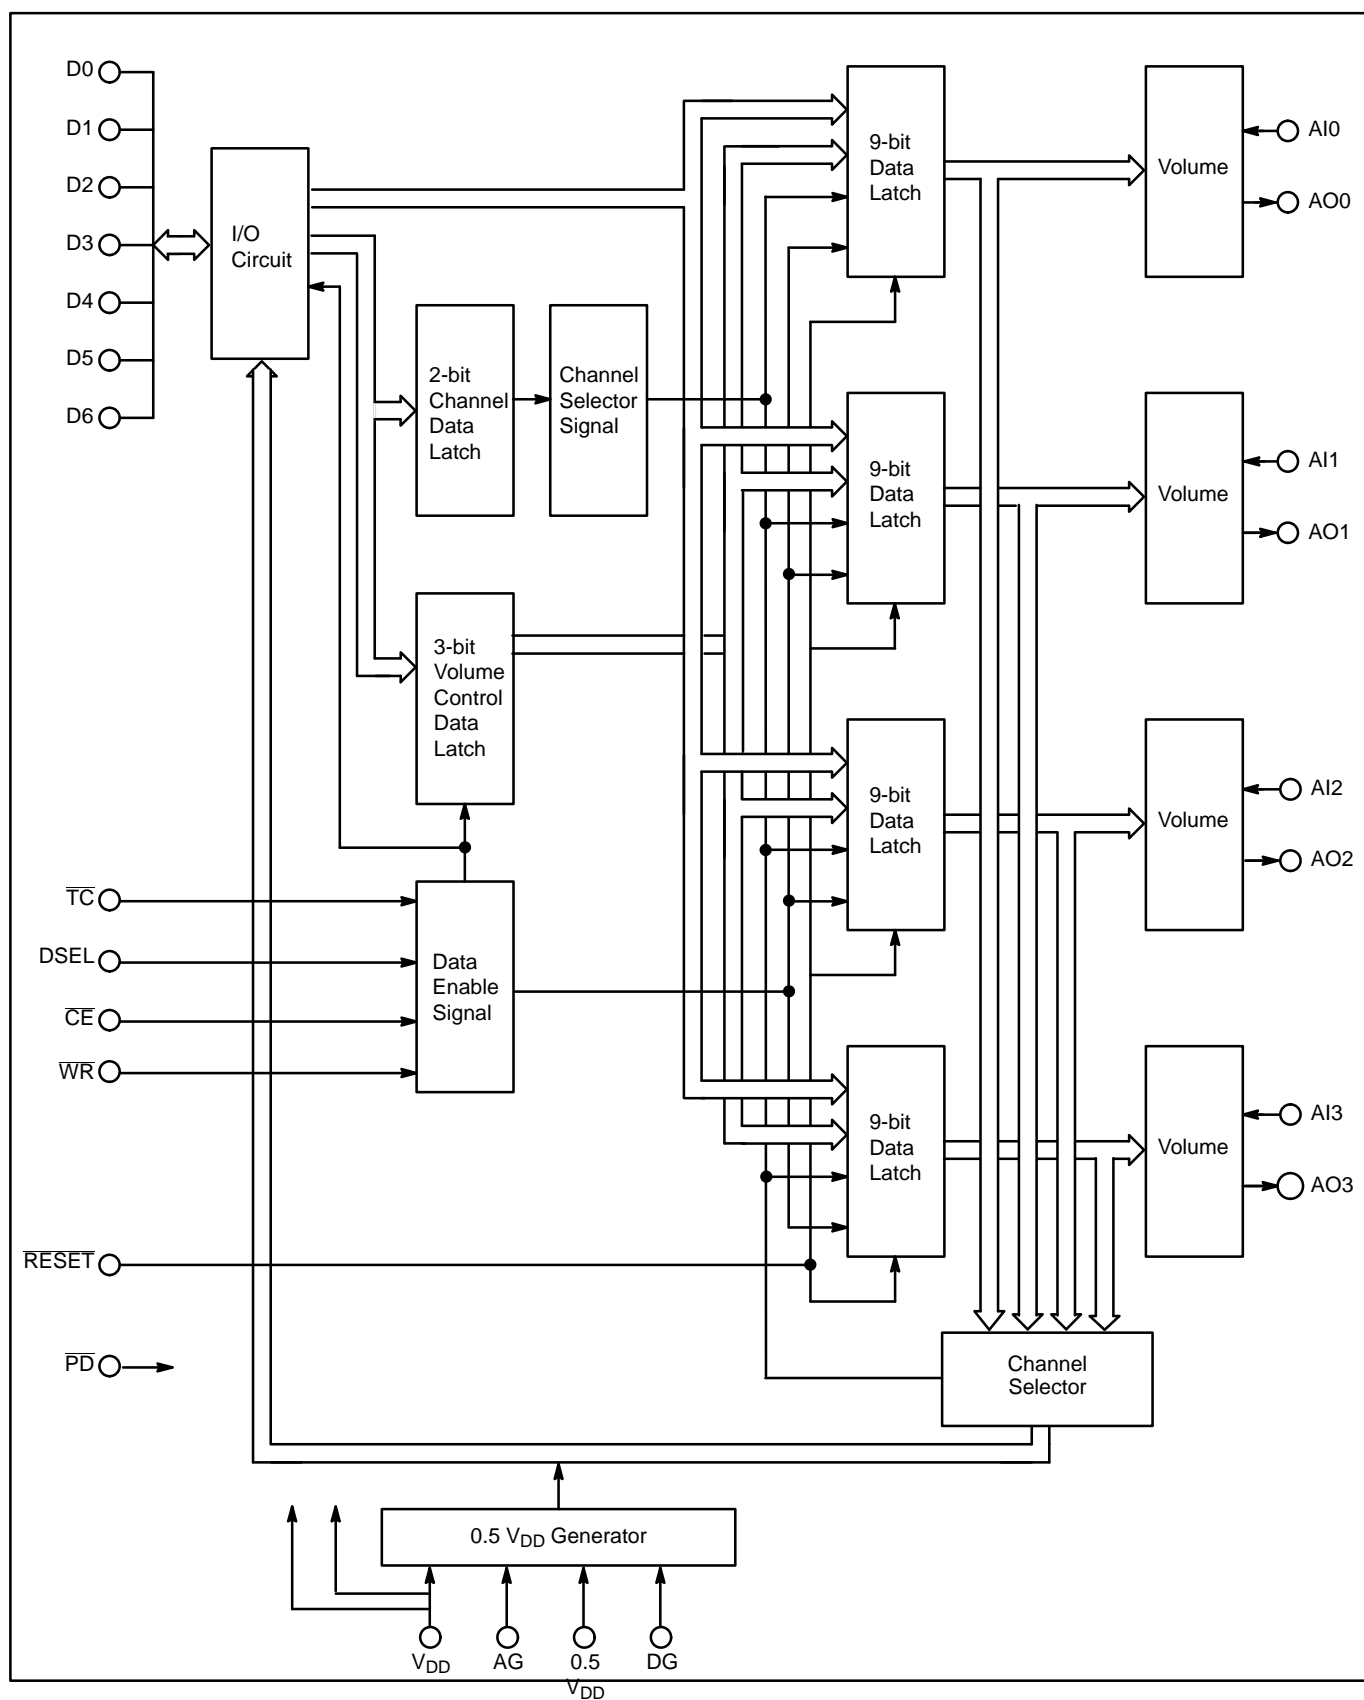 D0
D1
D2
D3
D4
D5
D6
I/O
Circuit
2-bit
Channel
Data
Latch
Channel
Selector
Signal
3-bit
Volume
Control
Data
Latch
Data
Enable
Signal
TC
DSEL
CE
WR
RESET
PD
9-bit
Data
Latch
Volume
AI0
AO0
9-bit
Data
Latch
Volume
AI1
AO1
9-bit
Data
Latch
Volume
AI2
AO2
9-bit
Data
Latch
Volume
AI3
AO3
Channel
Selector
0.5 VDD Generator
VDD
AG
0.5
VDD
DG